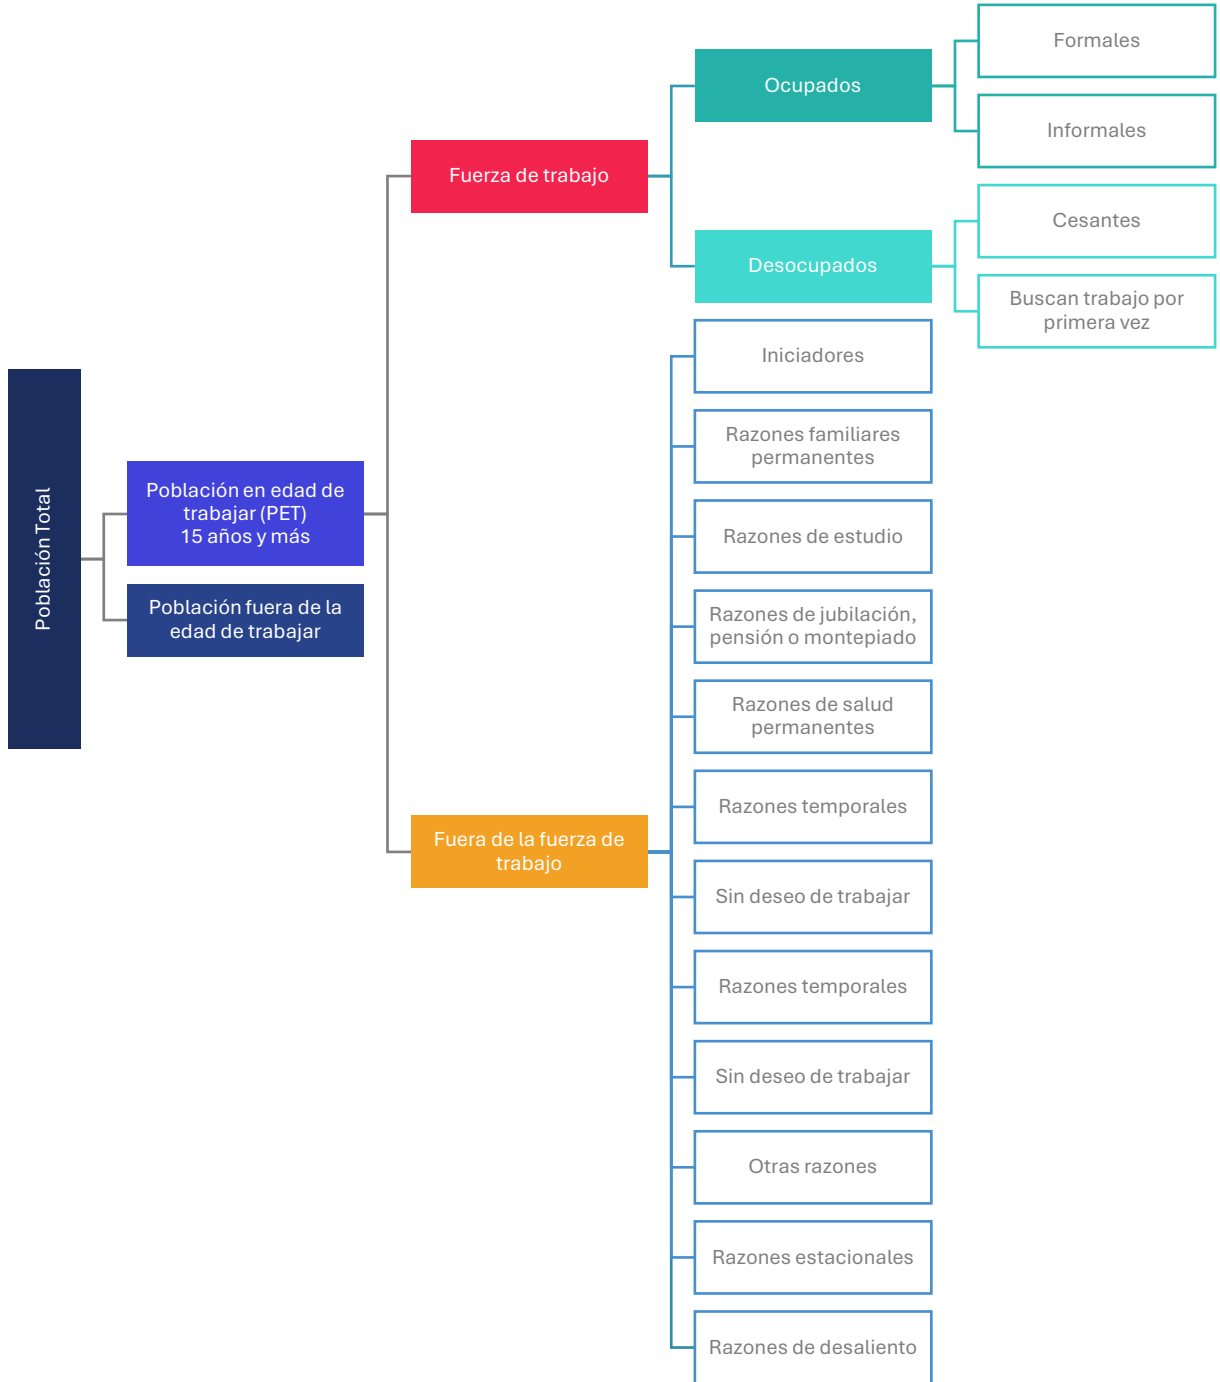 Población Total
Población en edad de
trabajar (PET)
15 años y más
Población fuera de la
edad de trabajar
Fuerza de trabajo
Ocupados
Formales
Informales
Desocupados
Cesantes
Buscan trabajo por
primera vez
Fuera de la fuerza de
trabajo
Iniciadores
Razones familiares
permanentes
Razones de estudio
Razones de jubilación,
pensión o montepiado
Razones de salud
permanentes
Razones temporales
Sin deseo de trabajar
Razones temporales
Sin deseo de trabajar
Otras razones
Razones estacionales
Razones de desaliento